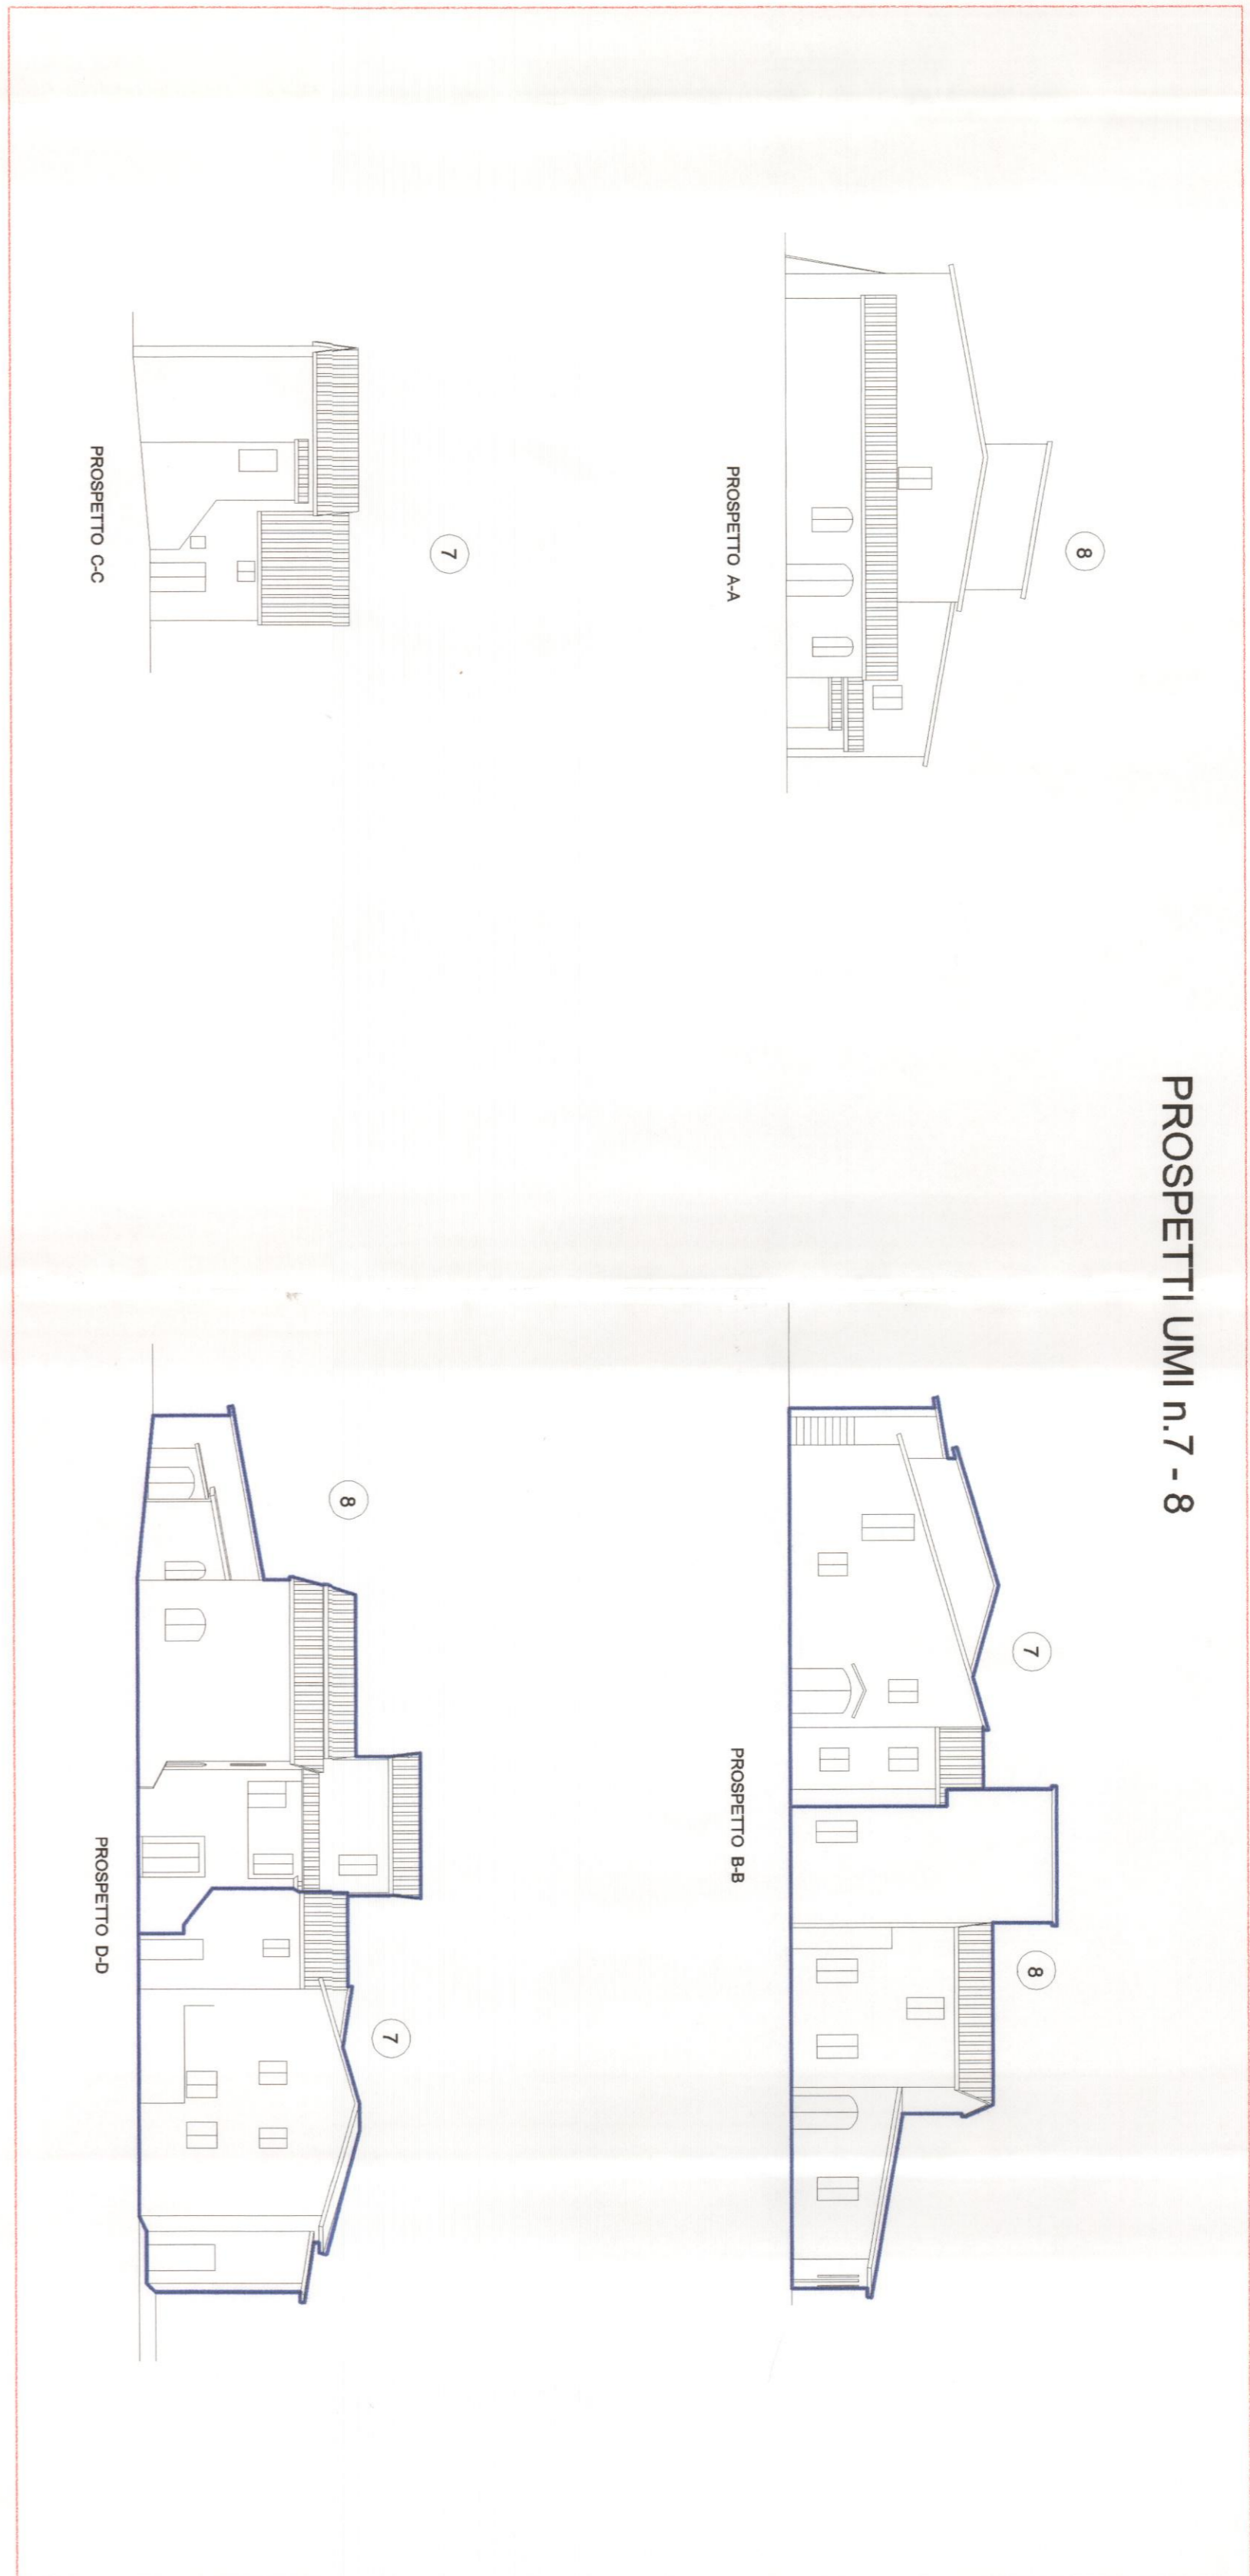 PROSPETTI UMI n.7 - 8
8
PROSPETTO A-A
7
8
PROSPETTO B-B
7
PROSPETTO C-C
8
7
PROSPETTO D-D